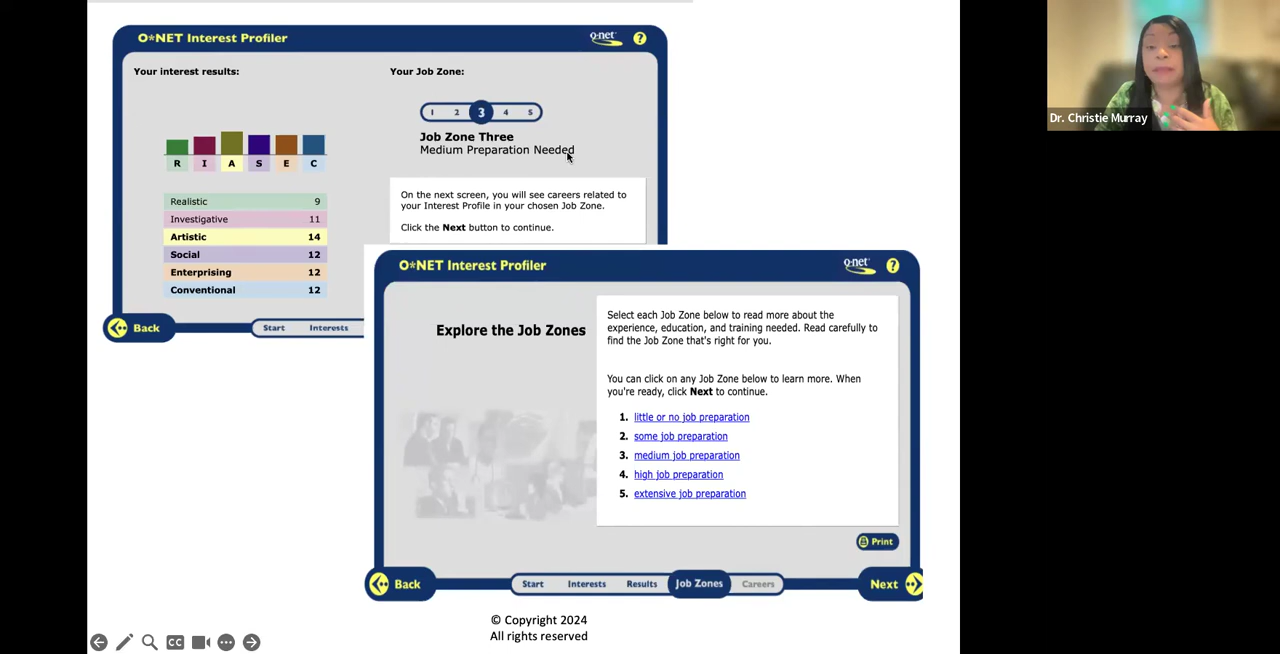 O*NET Interest Profiler
o·net
?
Your interest results:
Your Job Zone:
1 2 3 4 5
Job Zone Three
Medium Preparation Needed
R I A S E C
On the next screen, you will see careers related to
your Interest Profile in your chosen Job Zone.
Click the Next button to continue.
Realistic 9
Investigative 11
Artistic 14
Social 12
Enterprising 12
Conventional 12
Back
Start Interests
O*NET Interest Profiler
o·net
?
Explore the Job Zones
Select each Job Zone below to read more about the
experience, education, and training needed. Read carefully to
find the Job Zone that's right for you.
You can click on any Job Zone below to learn more. When
you're ready, click Next to continue.
1. little or no job preparation
2. some job preparation
3. medium job preparation
4. high job preparation
5. extensive job preparation
Print
Back
Start Interests Results Job Zones Careers
Next
© Copyright 2024
All rights reserved
CC
Dr. Christie Murray